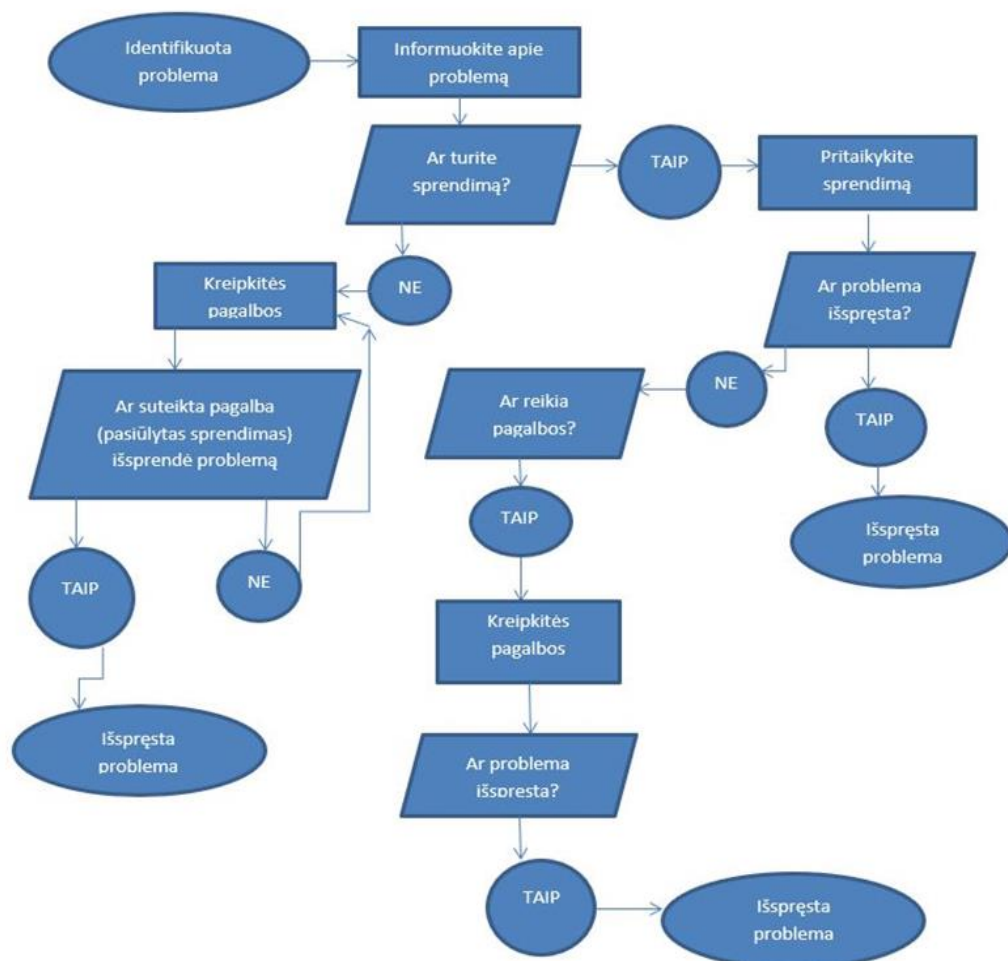 Identifikuota
problema
Informuokite apie
problemą
Ar turite
sprendimą?
TAIP
Pritaikykite
sprendimą
NE
Kreipkitės
pagalbos
Ar problema
išspręsta?
NE
Ar reikia
pagalbos?
TAIP
Ar suteikta pagalba
(pasiūlytas sprendimas)
išsprendė problemą
TAIP
Išspręsta
problema
TAIP
NE
Kreipkitės
pagalbos
Išspręsta
problema
Ar problema
išspręsta?
TAIP
Išspręsta
problema